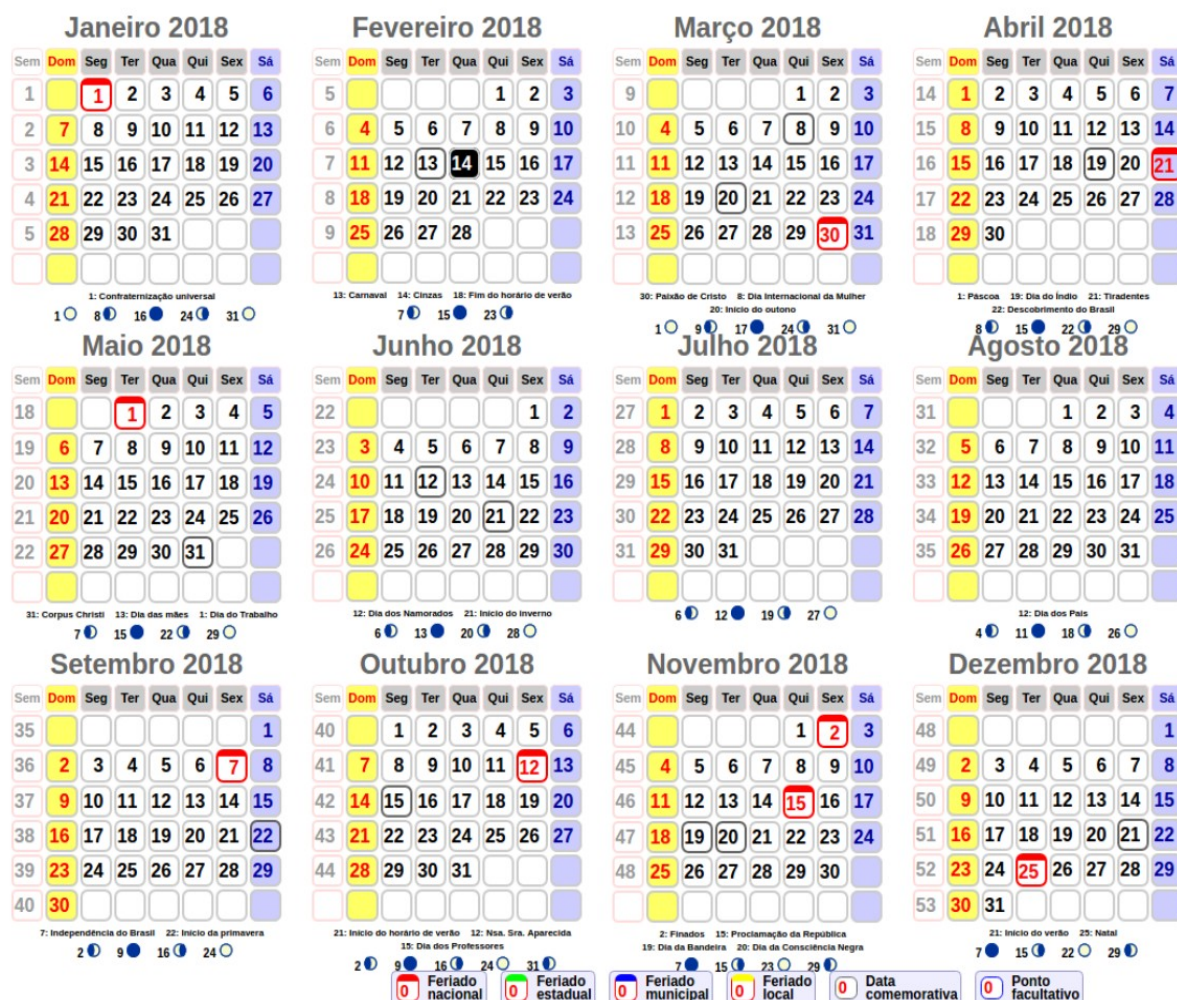 Janeiro 2018
Sem Dom Seg Ter Qua Qui Sex Sá
1 1 2 3 4 5 6
2 7 8 9 10 11 12 13
3 14 15 16 17 18 19 20
4 21 22 23 24 25 26 27
5 28 29 30 31
1: Confraternização universal
1 8 16 24 31
Fevereiro 2018
Sem Dom Seg Ter Qua Qui Sex Sá
5 1 2 3
6 4 5 6 7 8 9 10
7 11 12 13 14 15 16 17
8 18 19 20 21 22 23 24
9 25 26 27 28
13: Carnaval 14: Cinzas 18: Fim do horário de verão
7 15 23
Março 2018
Sem Dom Seg Ter Qua Qui Sex Sá
9 1 2 3
10 4 5 6 7 8 9 10
11 11 12 13 14 15 16 17
12 18 19 20 21 22 23 24
13 25 26 27 28 29 30 31
30: Paixão de Cristo 8: Dia Internacional da Mulher
20: Início do outono
1 9 17 24 31
Abril 2018
Sem Dom Seg Ter Qua Qui Sex Sá
14 1 2 3 4 5 6 7
15 8 9 10 11 12 13 14
16 15 16 17 18 19 20 21
17 22 23 24 25 26 27 28
18 29 30
1: Páscoa 19: Dia do Índio 21: Tiradentes
22: Descobrimento do Brasil
8 15 22 29
Maio 2018
Sem Dom Seg Ter Qua Qui Sex Sá
18 1 2 3 4 5
19 6 7 8 9 10 11 12
20 13 14 15 16 17 18 19
21 20 21 22 23 24 25 26
22 27 28 29 30 31
31: Corpus Christi 13: Dia das mães 1: Dia do Trabalho
7 15 22 29
Junho 2018
Sem Dom Seg Ter Qua Qui Sex Sá
22 1 2
23 3 4 5 6 7 8 9
24 10 11 12 13 14 15 16
25 17 18 19 20 21 22 23
26 24 25 26 27 28 29 30
12: Dia dos Namorados 21: Início do inverno
6 13 20 28
Julho 2018
Sem Dom Seg Ter Qua Qui Sex Sá
27 1 2 3 4 5 6 7
28 8 9 10 11 12 13 14
29 15 16 17 18 19 20 21
30 22 23 24 25 26 27 28
31 29 30 31
6 12 19 27
Agosto 2018
Sem Dom Seg Ter Qua Qui Sex Sá
31 1 2 3 4
32 5 6 7 8 9 10 11
33 12 13 14 15 16 17 18
34 19 20 21 22 23 24 25
35 26 27 28 29 30 31
12: Dia dos Pais
4 11 18 26
Setembro 2018
Sem Dom Seg Ter Qua Qui Sex Sá
35 1
36 2 3 4 5 6 7 8
37 9 10 11 12 13 14 15
38 16 17 18 19 20 21 22
39 23 24 25 26 27 28 29
40 30
7: Independência do Brasil 22: Início da primavera
2 9 16 24
Outubro 2018
Sem Dom Seg Ter Qua Qui Sex Sá
40 1 2 3 4 5 6
41 7 8 9 10 11 12 13
42 14 15 16 17 18 19 20
43 21 22 23 24 25 26 27
44 28 29 30 31
21: Início do horário de verão 12: Nsa. Sra. Aparecida
15: Dia dos Professores
2 9 16 24 31
Novembro 2018
Sem Dom Seg Ter Qua Qui Sex Sá
44 1 2 3
45 4 5 6 7 8 9 10
46 11 12 13 14 15 16 17
47 18 19 20 21 22 23 24
48 25 26 27 28 29 30
2: Finados 15: Proclamação da República
19: Dia da Bandeira 20: Dia da Consciência Negra
7 15 23 29
Dezembro 2018
Sem Dom Seg Ter Qua Qui Sex Sá
48 1
49 2 3 4 5 6 7 8
50 9 10 11 12 13 14 15
51 16 17 18 19 20 21 22
52 23 24 25 26 27 28 29
53 30 31
21: Início do verão 25: Natal
7 15 22 29
0 Feriado nacional
0 Feriado estadual
0 Feriado municipal
0 Feriado local
0 Data comemorativa
0 Ponto facultativo